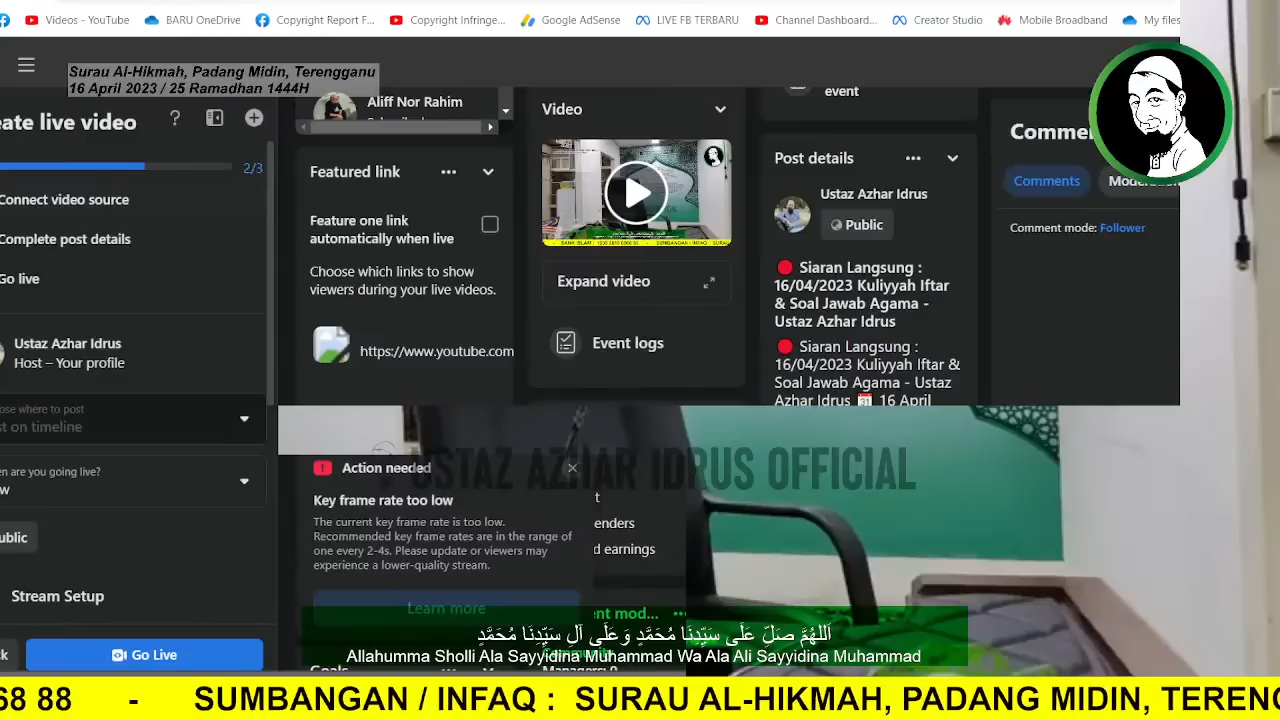 Videos - YouTube
BARU OneDrive
Copyright Report F...
Copyright Infringe...
Google AdSense
LIVE FB TERBARU
Channel Dashboard...
Creator Studio
Mobile Broadband
My files
Surau Al-Hikmah, Padang Midin, Terengganu
16 April 2023 / 25 Ramadhan 1444H
eate live video
2/3
Connect video source
Complete post details
Go live
Ustaz Azhar Idrus
Host – Your profile
ose where to post
st on timeline
en are you going live?
w
ublic
Stream Setup
ck
Go Live
Aliff Nor Rahim
Featured link
Feature one link
automatically when live
Choose which links to show
viewers during your live videos.
https://www.youtube.com
Video
Expand video
Event logs
event
Post details
Ustaz Azhar Idrus
Public
Siaran Langsung :
16/04/2023 Kuliyyah Iftar
& Soal Jawab Agama -
Ustaz Azhar Idrus
Siaran Langsung :
16/04/2023 Kuliyyah Iftar &
Soal Jawab Agama - Ustaz
Azhar Idrus 📅 16 April
Comme
Comments
Moder
Comment mode: Follower
USTAZ AZHAR IDRUS OFFICIAL
Action needed
Key frame rate too low
The current key frame rate is too low.
Recommended key frame rates are in the range of
one every 2-4s. Please update or viewers may
experience a lower-quality stream.
Learn more
t
enders
d earnings
ent mod...
اَللّٰهُمَّ صَلِّ عَلَى سَيِّدِنَا مُحَمَّدٍ وَعَلَى آلِ سَيِّدِنَا مُحَمَّدٍ
Allahumma Sholli Ala Sayyidina Muhammad Wa Ala Ali Sayyidina Muhammad
68 88 - SUMBANGAN / INFAQ : SURAU AL-HIKMAH, PADANG MIDIN, TERENG